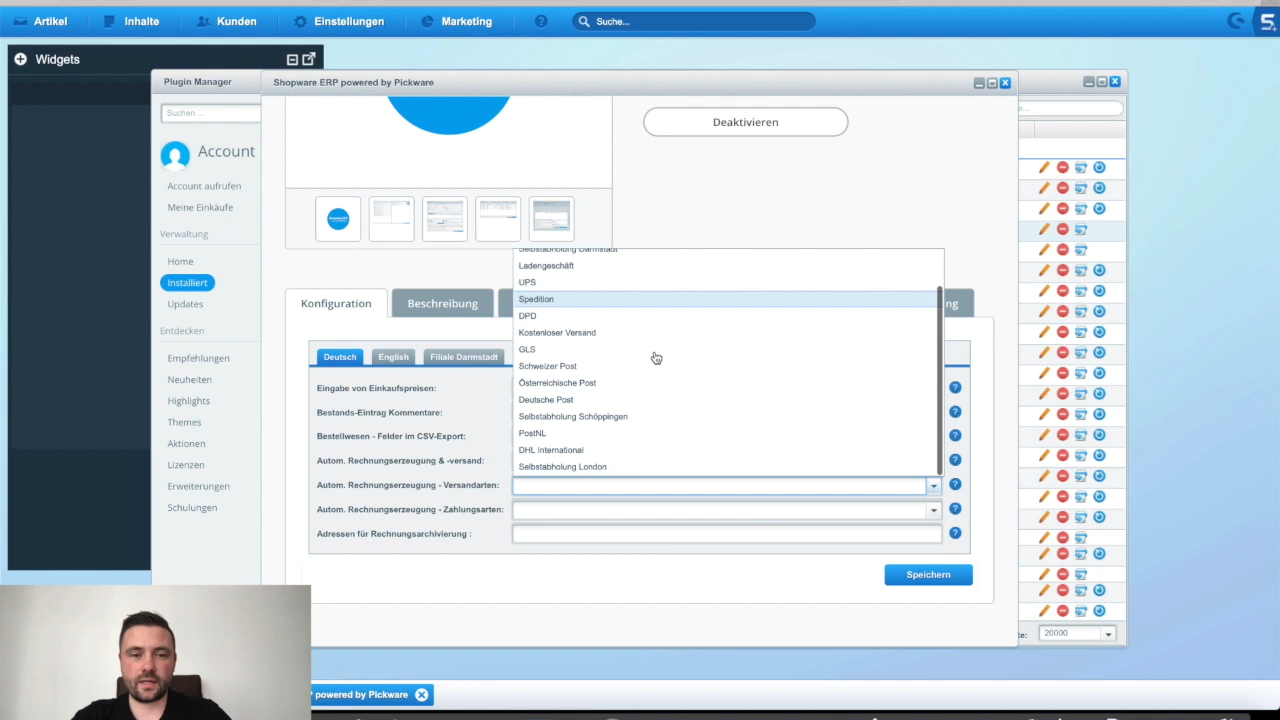 Artikel
Inhalte
Kunden
Einstellungen
Marketing
Suche...
Widgets
Plugin Manager
Shopware ERP powered by Pickware
Suchen ...
Account
Account aufrufen
Meine Einkäufe
Verwaltung
Home
Installiert
Updates
Entdecken
Empfehlungen
Neuheiten
Highlights
Themes
Aktionen
Lizenzen
Erweiterungen
Schulungen
Deaktivieren
Konfiguration
Beschreibung
ng
Deutsch
English
Filiale Darmstadt
Selbstabholung Darmstadt
Ladengeschäft
UPS
Spedition
DPD
Kostenloser Versand
GLS
Schweizer Post
Österreichische Post
Deutsche Post
Selbstabholung Schöppingen
PostNL
DHL International
Selbstabholung London
Eingabe von Einkaufspreisen:
Bestands-Eintrag Kommentare:
Bestellwesen - Felder im CSV-Export:
Autom. Rechnungserzeugung & -versand:
Autom. Rechnungserzeugung - Versandarten:
Autom. Rechnungserzeugung - Zahlungsarten:
Adressen für Rechnungsarchivierung :
Speichern
te:
20000
P powered by Pickware